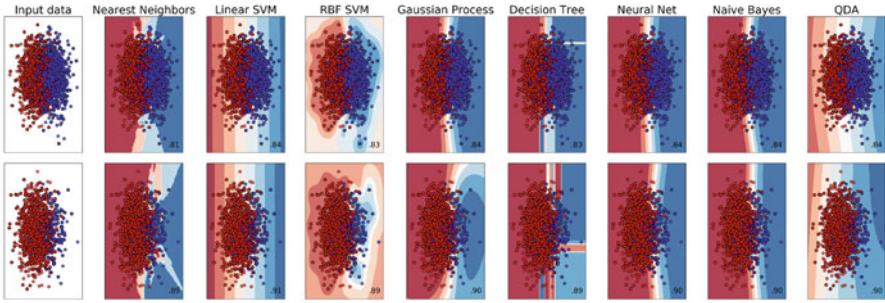 Input data Nearest Neighbors Linear SVM RBF SVM Gaussian Process Decision Tree Neural Net Naive Bayes QDA
.81 .84 .83 .84 .83 .84 .84 .84
.89 .91 .89 .90 .89 .90 .90 .90